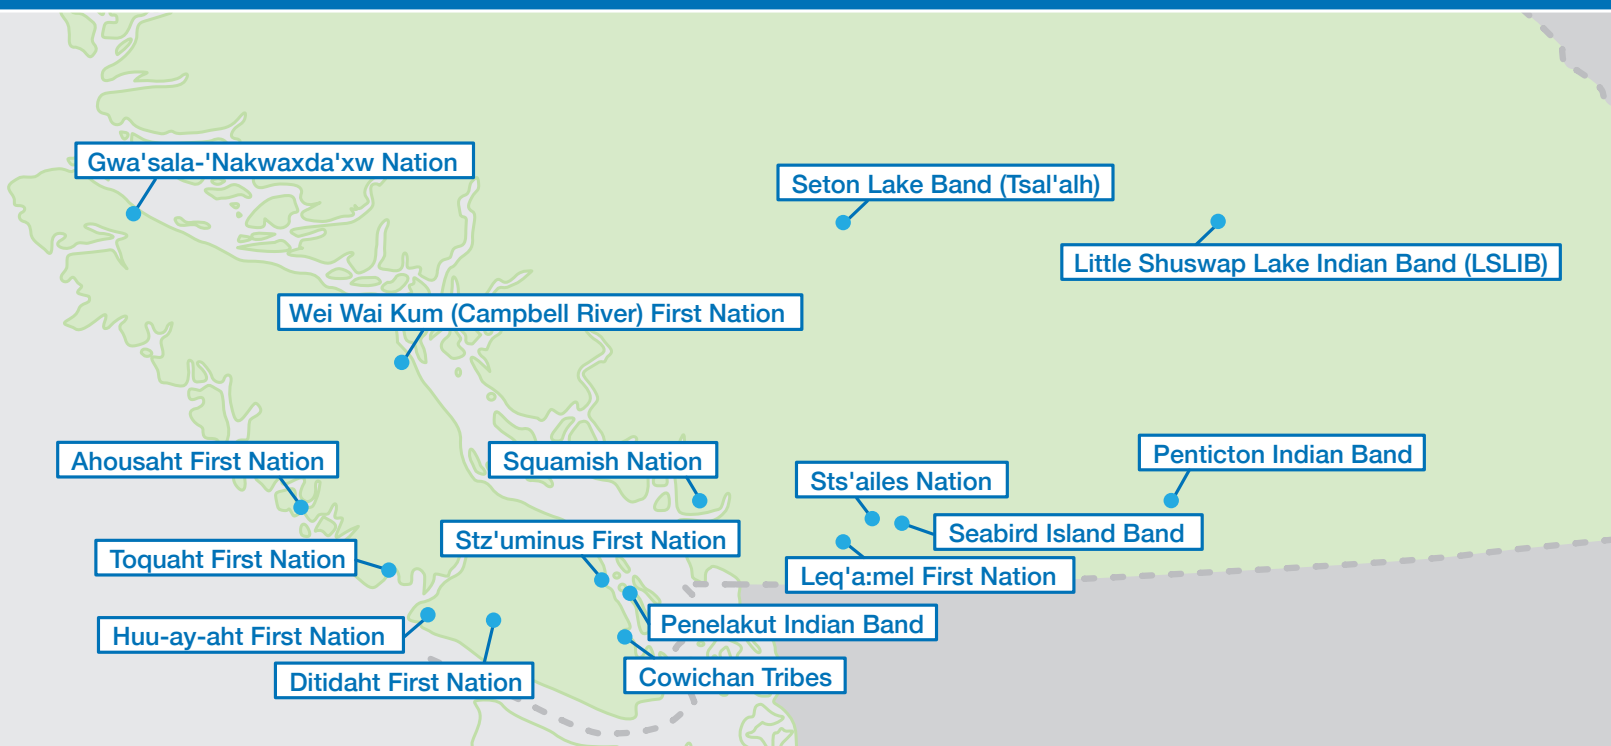 Gwa'sala-'Nakwaxda'xw Nation
Seton Lake Band (Tsal'alh)
Little Shuswap Lake Indian Band (LSLIB)
Wei Wai Kum (Campbell River) First Nation
Ahousaht First Nation
Squamish Nation
Penticton Indian Band
Sts'ailes Nation
Seabird Island Band
Stz'uminus First Nation
Toquaht First Nation
Leq'a:mel First Nation
Penelakut Indian Band
Huu-ay-aht First Nation
Cowichan Tribes
Ditidaht First Nation